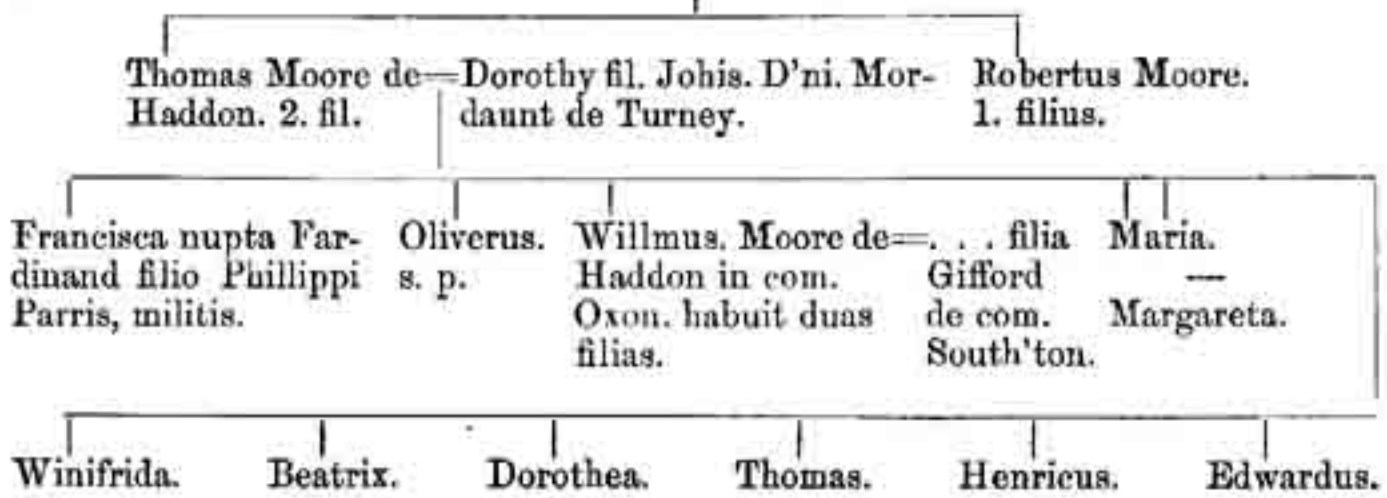 Thomas Moore de=Dorothy fil. Johis. D'ni. Mor-
Haddon. 2. fil.
daunt de Turney.
Robertus Moore.
1. filius.
Francisca nupta Far-
dinand filio Phillippi
Parris, militis.
Oliverus.
s. p.
Willmus. Moore de=. . . filia
Haddon in com.
Oxon. habuit duas
filias.
Gifford
de com.
South'ton.
Maria.
—
Margareta.
Winifrida. Beatrix. Dorothea. Thomas. Henricus. Edwardus.